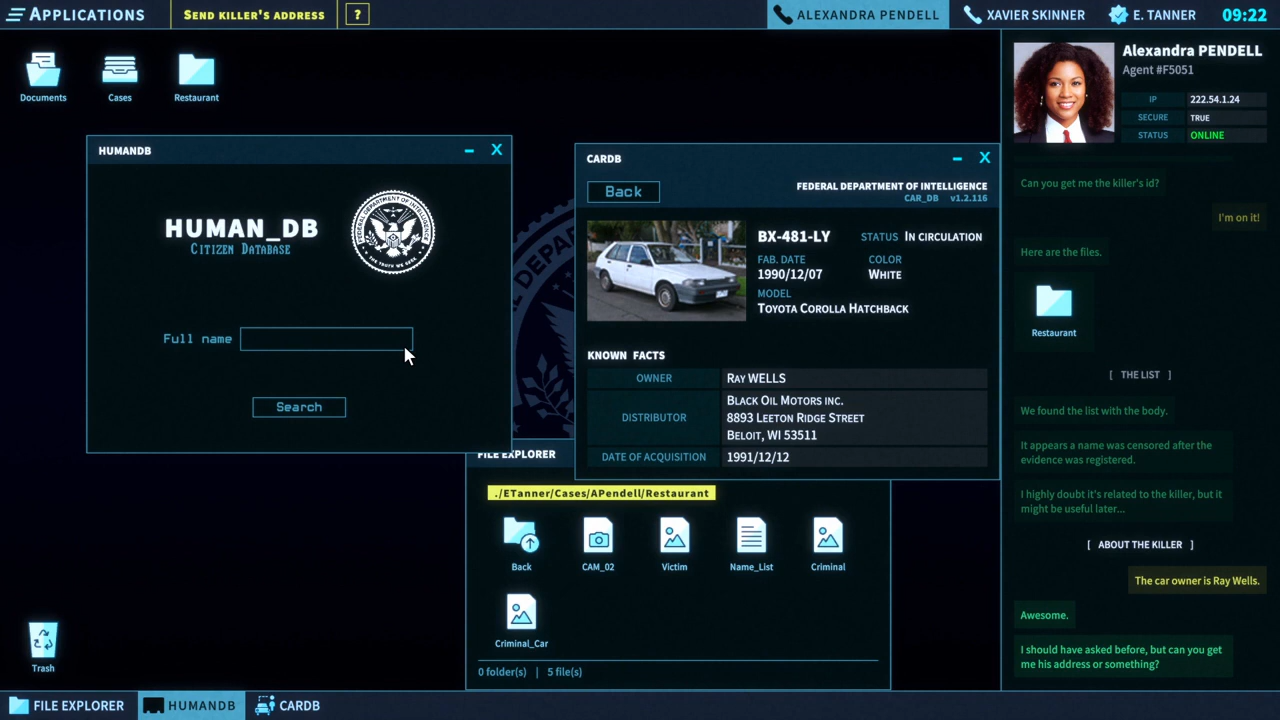 APPLICATIONS
SEND KILLER'S ADDRESS
?
ALEXANDRA PENDELL
XAVIER SKINNER
E. TANNER
09:22
Documents
Cases
Restaurant
HUMANDB
HUMAN_DB
CITIZEN DATABASE
FEDERAL DEPARTMENT OF INTELLIGENCE
THE TRUTH WE SEEK
Full name
Search
CARDB
Back
FEDERAL DEPARTMENT OF INTELLIGENCE
CAR_DB v1.2.116
BX-481-LY
STATUS IN CIRCULATION
FAB. DATE
COLOR
1990/12/07
WHITE
MODEL
TOYOTA COROLLA HATCHBACK
KNOWN FACTS
OWNER
RAY WELLS
DISTRIBUTOR
BLACK OIL MOTORS INC.
8893 LEETON RIDGE STREET
BELOIT, WI 53511
DATE OF ACQUISITION
1991/12/12
FILE EXPLORER
./ETanner/Cases/APendell/Restaurant
Back
CAM_02
Victim
Name_List
Criminal
Criminal_Car
0 folder(s) | 5 file(s)
Trash
Alexandra PENDELL
Agent #F5051
IP
222.54.1.24
SECURE
TRUE
STATUS
ONLINE
Can you get me the killer's id?
I'm on it!
Here are the files.
Restaurant
[ THE LIST ]
We found the list with the body.
It appears a name was censored after the
evidence was registered.
I highly doubt it's related to the killer, but it
might be useful later...
[ ABOUT THE KILLER ]
The car owner is Ray Wells.
Awesome.
I should have asked before, but can you get
me his address or something?
FILE EXPLORER
HUMANDB
CARDB